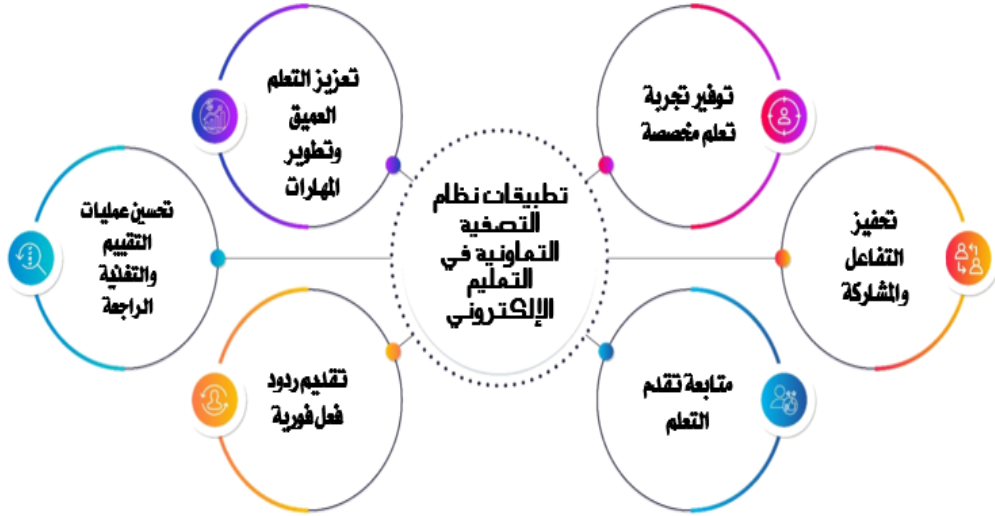 تطبيقات نظام
التصفية
التعاونية في
التعليم
الإلكتروني
توفير تجربة
تعلم مخصصة
تحفيز
التفاعل
والمشاركة
متابعة تقدم
التعلم
تقديم ردود
فعل فورية
تحسين عمليات
التقييم
والتغذية
الراجعة
تعزيز التعلم
العميق
وتطوير
المهارات